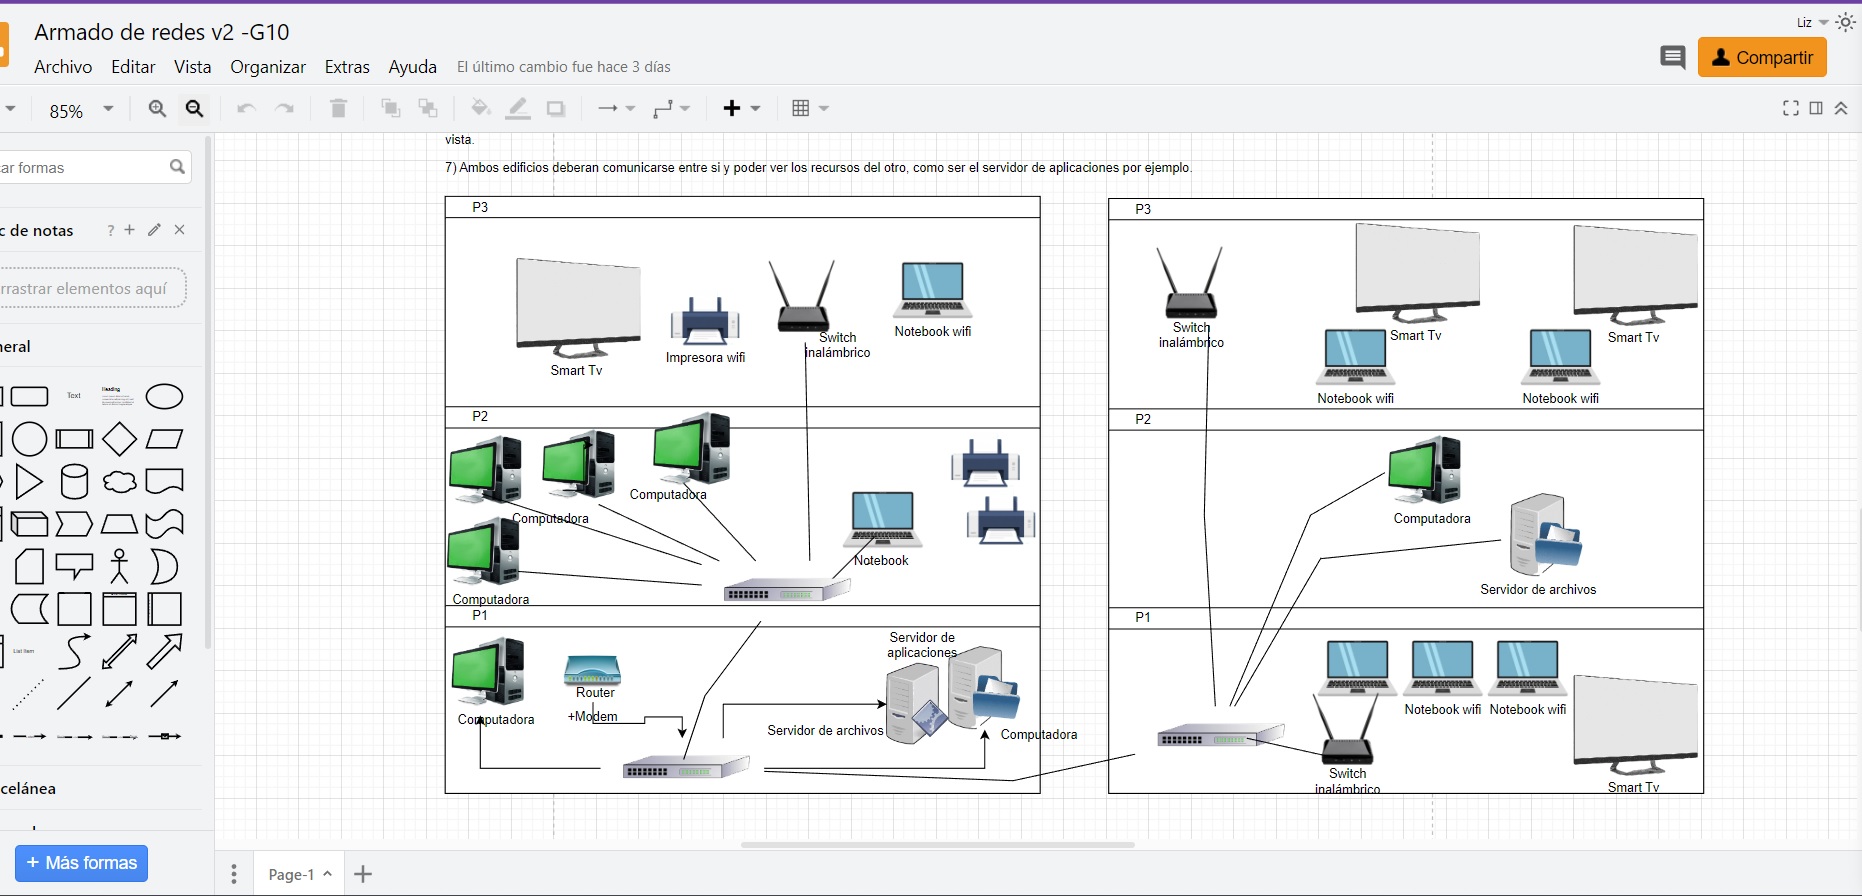 Armado de redes v2 -G10
Liz
Archivo Editar Vista Organizar Extras Ayuda El último cambio fue hace 3 días
Compartir
85%
vista.
7) Ambos edificios deberan comunicarse entre si y poder ver los recursos del otro, como ser el servidor de aplicaciones por ejemplo.
ar formas
c de notas
?
rrastrar elementos aquí
neral
Text
Heading
List Item
celánea
+ Más formas
P3
Smart Tv
Impresora wifi
Switch
inalámbrico
Notebook wifi
P2
Computadora
Computadora
Computadora
Notebook
P1
Computadora
Router
+Modem
Servidor de
aplicaciones
Servidor de archivos
Computadora
P3
Switch
inalámbrico
Smart Tv
Smart Tv
Notebook wifi
Notebook wifi
P2
Computadora
Servidor de archivos
P1
Notebook wifi
Notebook wifi
Switch
inalámbrico
Smart Tv
Page-1